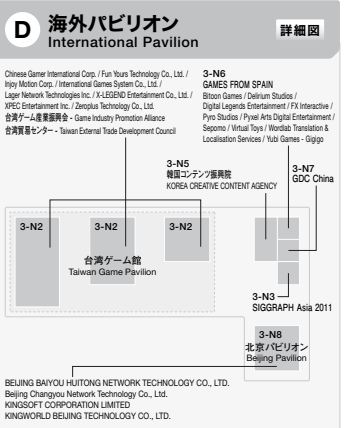 D 海外パビリオン
International Pavilion
詳細図
Chinese Gamer International Corp. / Fun Yours Technology Co., Ltd. /
Injoy Motion Corp. / International Games System Co., Ltd. /
Lager Network Technologies Inc. / X-LEGEND Entertainment Co., Ltd. /
XPEC Entertainment Inc. / Zeroplus Technology Co., Ltd.
台湾ゲーム産業振興会 - Game Industry Promotion Alliance
台湾貿易センター - Taiwan External Trade Development Council
3-N6
GAMES FROM SPAIN
Bitoon Games / Delirium Studios /
Digital Legends Entertainment / FX Interactive /
Pyro Studios / Pyxel Arts Digital Entertainment /
Sepomo / Virtual Toys / Wordlab Translation &
Localisation Services / Yubi Games - Gigigo
3-N5
韓国コンテンツ振興院
KOREA CREATIVE CONTENT AGENCY
3-N7
GDC China
3-N2
3-N2
3-N2
台湾ゲーム館
Taiwan Game Pavilion
3-N3
SIGGRAPH Asia 2011
3-N8
北京パビリオン
Beijing Pavilion
BEIJING BAIYOU HUITONG NETWORK TECHNOLOGY CO., LTD.
Beijing Changyou Network Technology Co., Ltd.
KINGSOFT CORPORATION LIMITED
KINGWORLD BEIJING TECHNOLOGY CO., LTD.